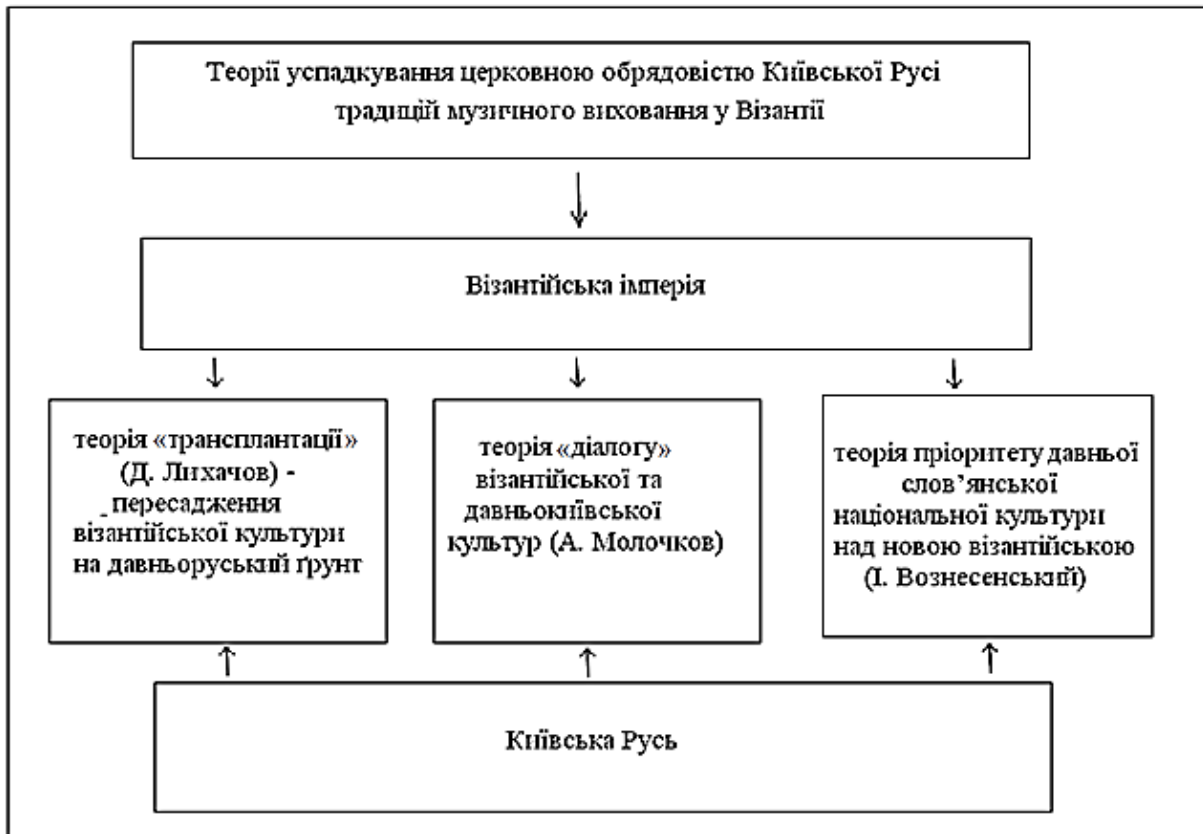 Теорії успадкування церковною обрядовістю Київської Русі
традицій музичного виховання у Візантії
Візантійська імперія
теорія «трансплантації»
(Д. Лихачов) -
пересадження
візантійської культури
на давньоруський ґрунт
теорія «діалогу»
візантійської та
давньокиївської
культур (А. Молочков)
теорія пріоритету давньої
слов’янської
національної культури
над новою візантійською
(І. Вознесенський)
Київська Русь